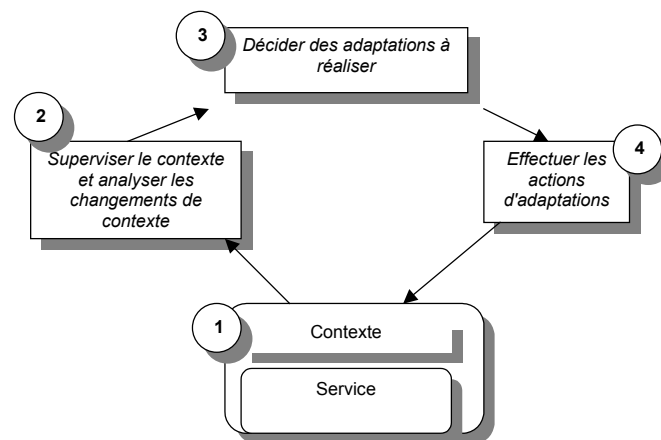 3
Décider des adaptations à
réaliser
2
Superviser le contexte
et analyser les
changements de
contexte
4
Effectuer les
actions
d'adaptations
1
Contexte
Service